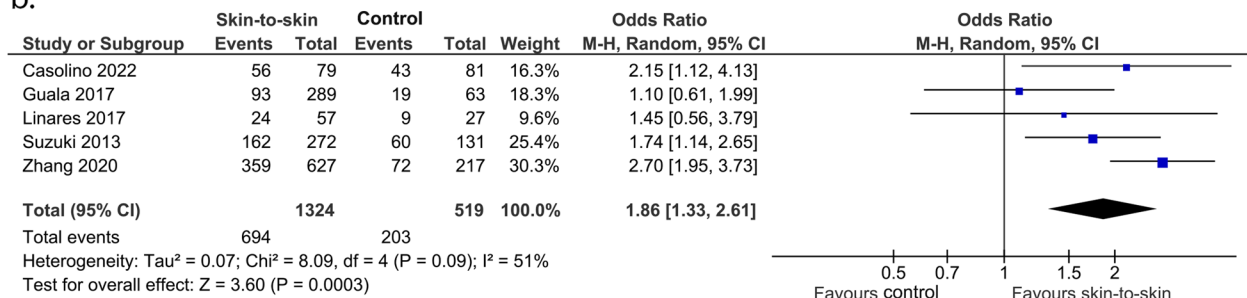 b.
Skin-to-skin Control Odds Ratio Odds Ratio
Study or Subgroup Events Total Events Total Weight M-H, Random, 95% CI M-H, Random, 95% CI
Casolino 2022 56 79 43 81 16.3% 2.15 [1.12, 4.13]
Guala 2017 93 289 19 63 18.3% 1.10 [0.61, 1.99]
Linares 2017 24 57 9 27 9.6% 1.45 [0.56, 3.79]
Suzuki 2013 162 272 60 131 25.4% 1.74 [1.14, 2.65]
Zhang 2020 359 627 72 217 30.3% 2.70 [1.95, 3.73]
Total (95% CI) 1324 519 100.0% 1.86 [1.33, 2.61]
Total events 694 203
Heterogeneity: Tau² = 0.07; Chi² = 8.09, df = 4 (P = 0.09); I² = 51%
Test for overall effect: Z = 3.60 (P = 0.0003)
0.5 0.7 1 1.5 2
Favours control Favours skin-to-skin